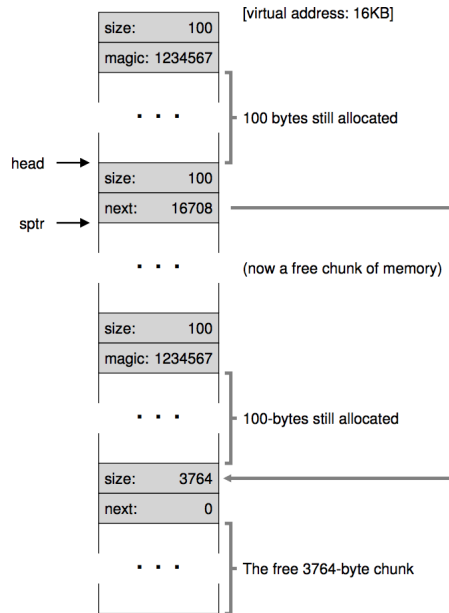 [virtual address: 16KB]
size: 100
magic: 1234567
. . .
100 bytes still allocated
head
size: 100
next: 16708
sptr
. . .
(now a free chunk of memory)
size: 100
magic: 1234567
. . .
100-bytes still allocated
size: 3764
next: 0
. . .
The free 3764-byte chunk